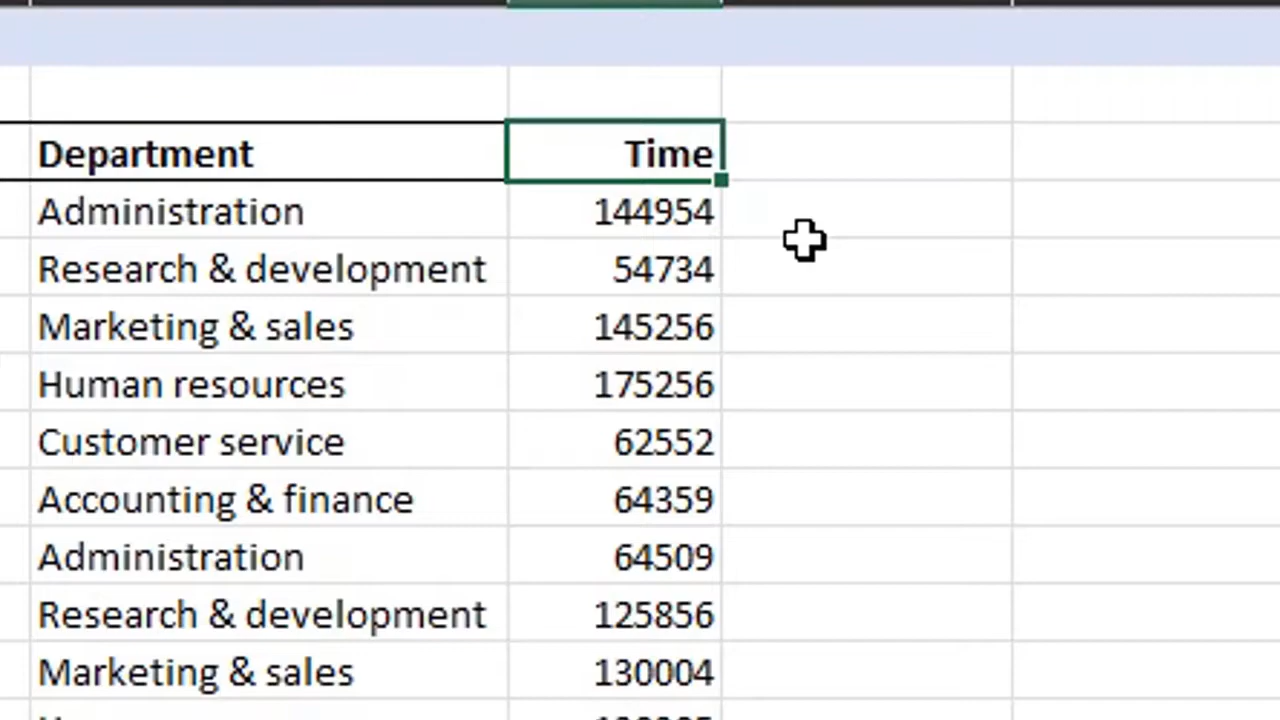 Department Time
Administration 144954
Research & development 54734
Marketing & sales 145256
Human resources 175256
Customer service 62552
Accounting & finance 64359
Administration 64509
Research & development 125856
Marketing & sales 130004